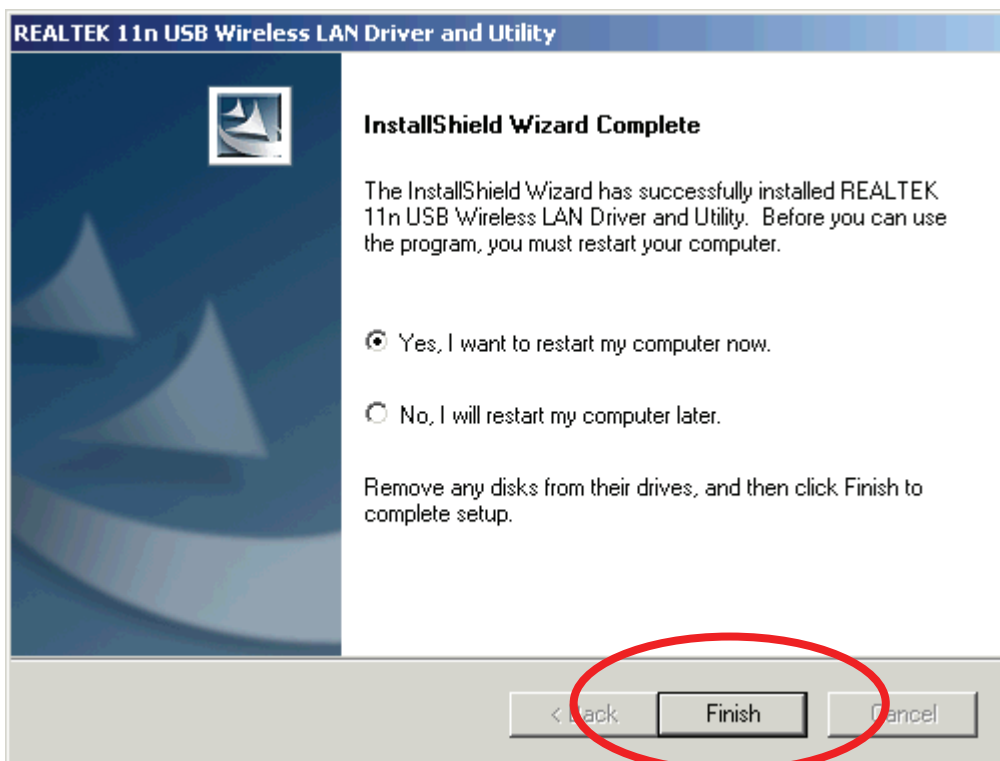 REALTEK 11n USB Wireless LAN Driver and Utility
InstallShield Wizard Complete
The InstallShield Wizard has successfully installed REALTEK
11n USB Wireless LAN Driver and Utility.  Before you can use
the program, you must restart your computer.
Yes, I want to restart my computer now.
No, I will restart my computer later.
Remove any disks from their drives, and then click Finish to
complete setup.
< Back Finish Cancel